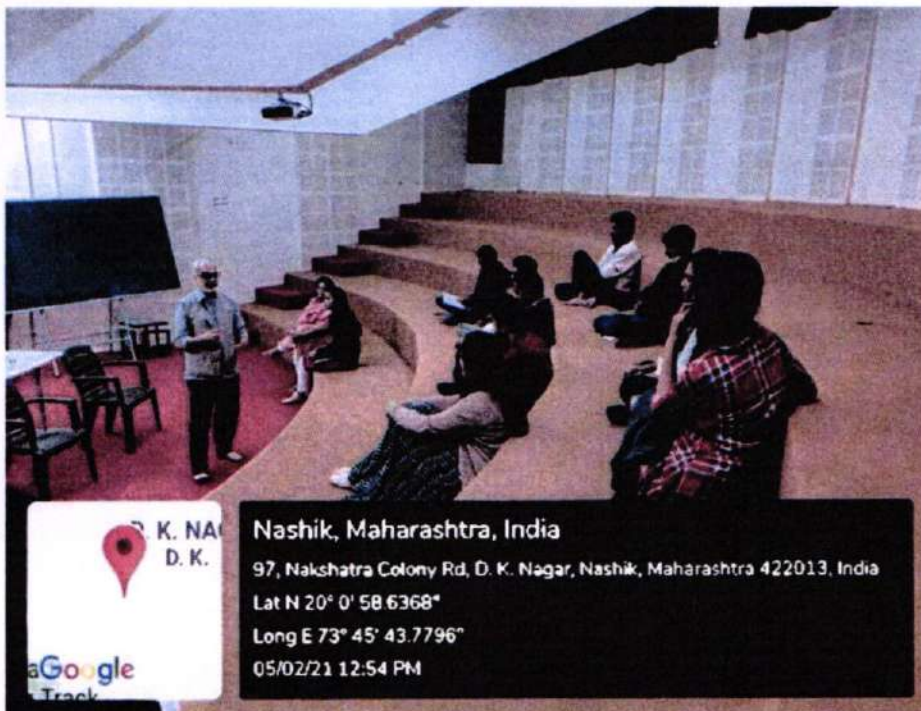 K. NA
D. K.
Google
Track
Nashik, Maharashtra, India
97, Nakshatra Colony Rd, D. K. Nagar, Nashik, Maharashtra 422013, India
Lat N 20° 0' 58.6368"
Long E 73° 45' 43.7796"
05/02/21 12:54 PM